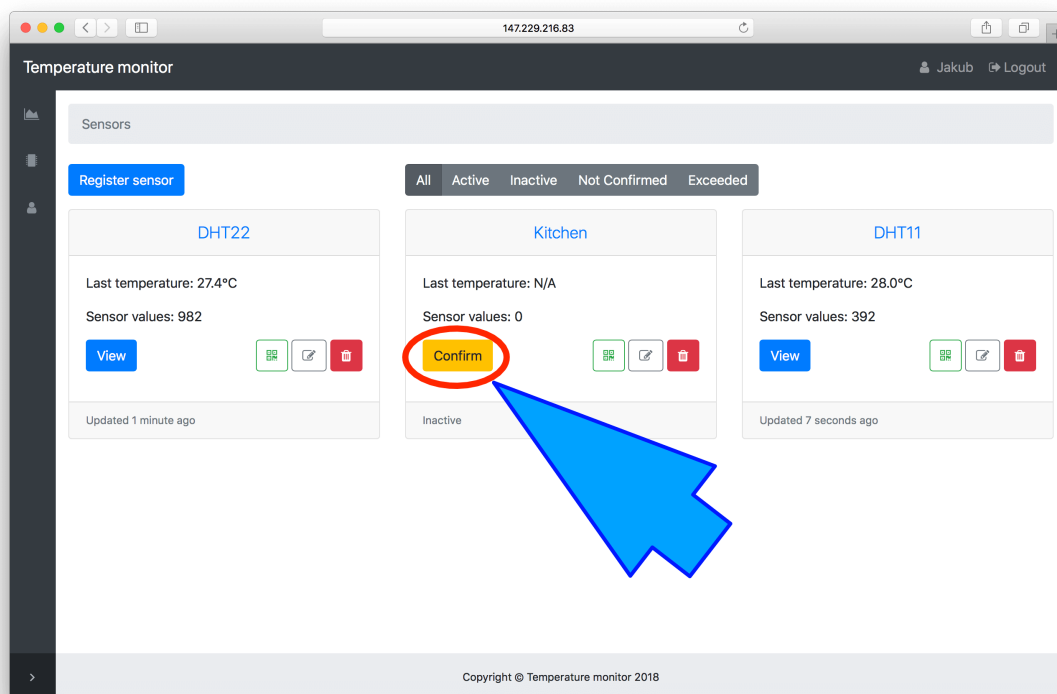 147.229.216.83
Temperature monitor
Jakub
Logout
Sensors
Register sensor
All Active Inactive Not Confirmed Exceeded
DHT22
Last temperature: 27.4°C
Sensor values: 982
View
Updated 1 minute ago
Kitchen
Last temperature: N/A
Sensor values: 0
Confirm
Inactive
DHT11
Last temperature: 28.0°C
Sensor values: 392
View
Updated 7 seconds ago
Copyright © Temperature monitor 2018